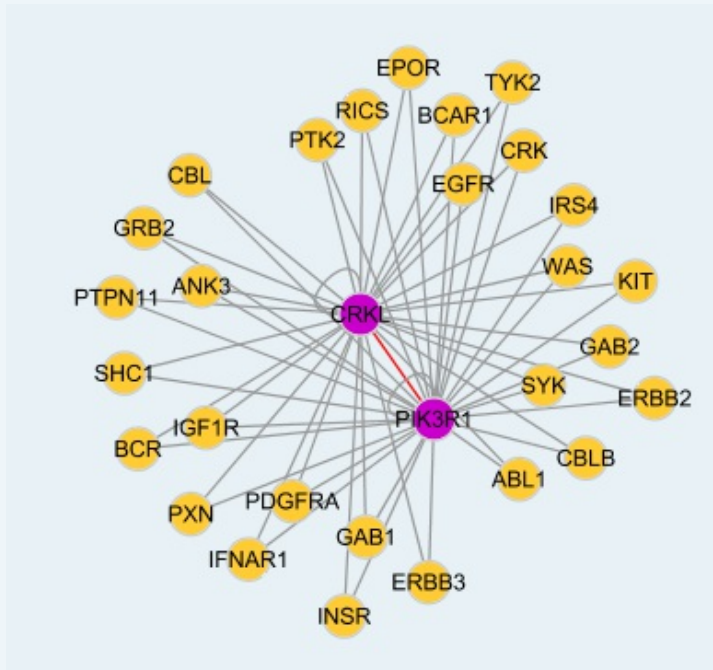 EPOR
TYK2
RICS
BCAR1
PTK2
CRK
CBL
EGFR
IRS4
GRB2
WAS
ANK3
KIT
PTPN11
CRKL
GAB2
SHC1
SYK
ERBB2
PIK3R1
IGF1R
BCR
CBLB
ABL1
PDGFRA
PXN
GAB1
IFNAR1
ERBB3
INSR